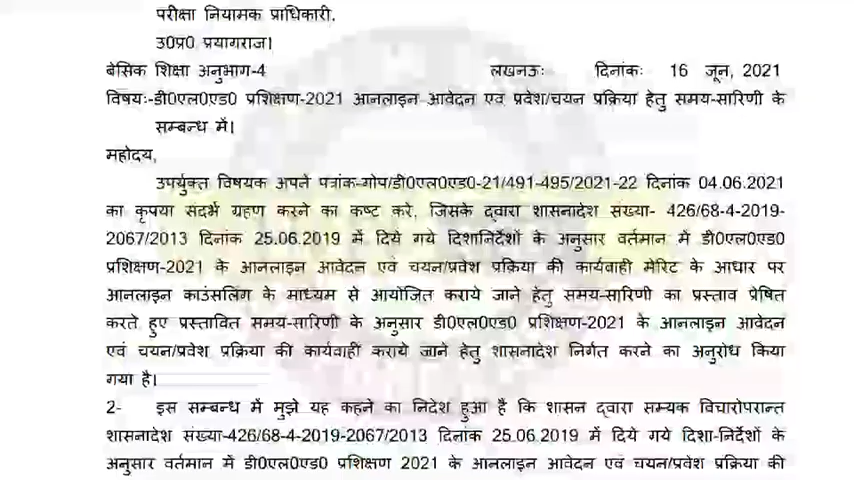 परीक्षा नियामक प्राधिकारी,
उ0प्र0 प्रयागराज।
बेसिक शिक्षा अनुभाग-4 लखनऊः दिनांकः 16 जून, 2021
विषयः-डी0एल0एड0 प्रशिक्षण-2021 आनलाइन आवेदन एवं प्रवेश/चयन प्रक्रिया हेतु समय-सारिणी के
सम्बन्ध में।
महोदय,
उपर्युक्त विषयक अपने पत्रांक-गोप/डी0एल0एड0-21/491-495/2021-22 दिनांक 04.06.2021
का कृपया संदर्भ ग्रहण करने का कष्ट करें, जिसके द्वारा शासनादेश संख्या- 426/68-4-2019-
2067/2013 दिनांक 25.06.2019 में दिये गये दिशानिर्देशों के अनुसार वर्तमान में डी0एल0एड0
प्रशिक्षण-2021 के आनलाइन आवेदन एवं चयन/प्रवेश प्रक्रिया की कार्यवाही मेरिट के आधार पर
आनलाइन काउंसलिंग के माध्यम से आयोजित कराये जाने हेतु समय-सारिणी का प्रस्ताव प्रेषित
करते हुए प्रस्तावित समय-सारिणी के अनुसार डी0एल0एड0 प्रशिक्षण-2021 के आनलाइन आवेदन
एवं चयन/प्रवेश प्रक्रिया की कार्यवाही कराये जाने हेतु शासनादेश निर्गत करने का अनुरोध किया
गया है।
2- इस सम्बन्ध में मुझे यह कहने का निदेश हुआ है कि शासन द्वारा सम्यक विचारोपरान्त
शासनादेश संख्या-426/68-4-2019-2067/2013 दिनांक 25.06.2019 में दिये गये दिशा-निर्देशों के
अनुसार वर्तमान में डी0एल0एड0 प्रशिक्षण 2021 के आनलाइन आवेदन एवं चयन/प्रवेश प्रक्रिया की